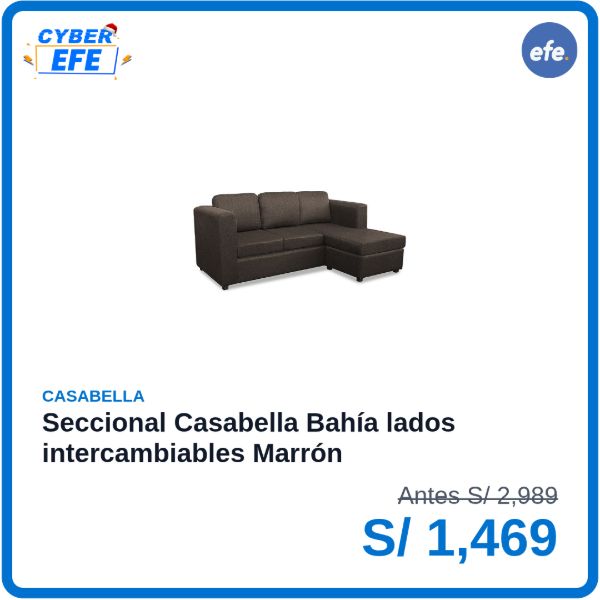 CYBER
EFE
efe.
CASABELLA
Seccional Casabella Bahía lados
intercambiables Marrón
Antes S/ 2,989
S/ 1,469